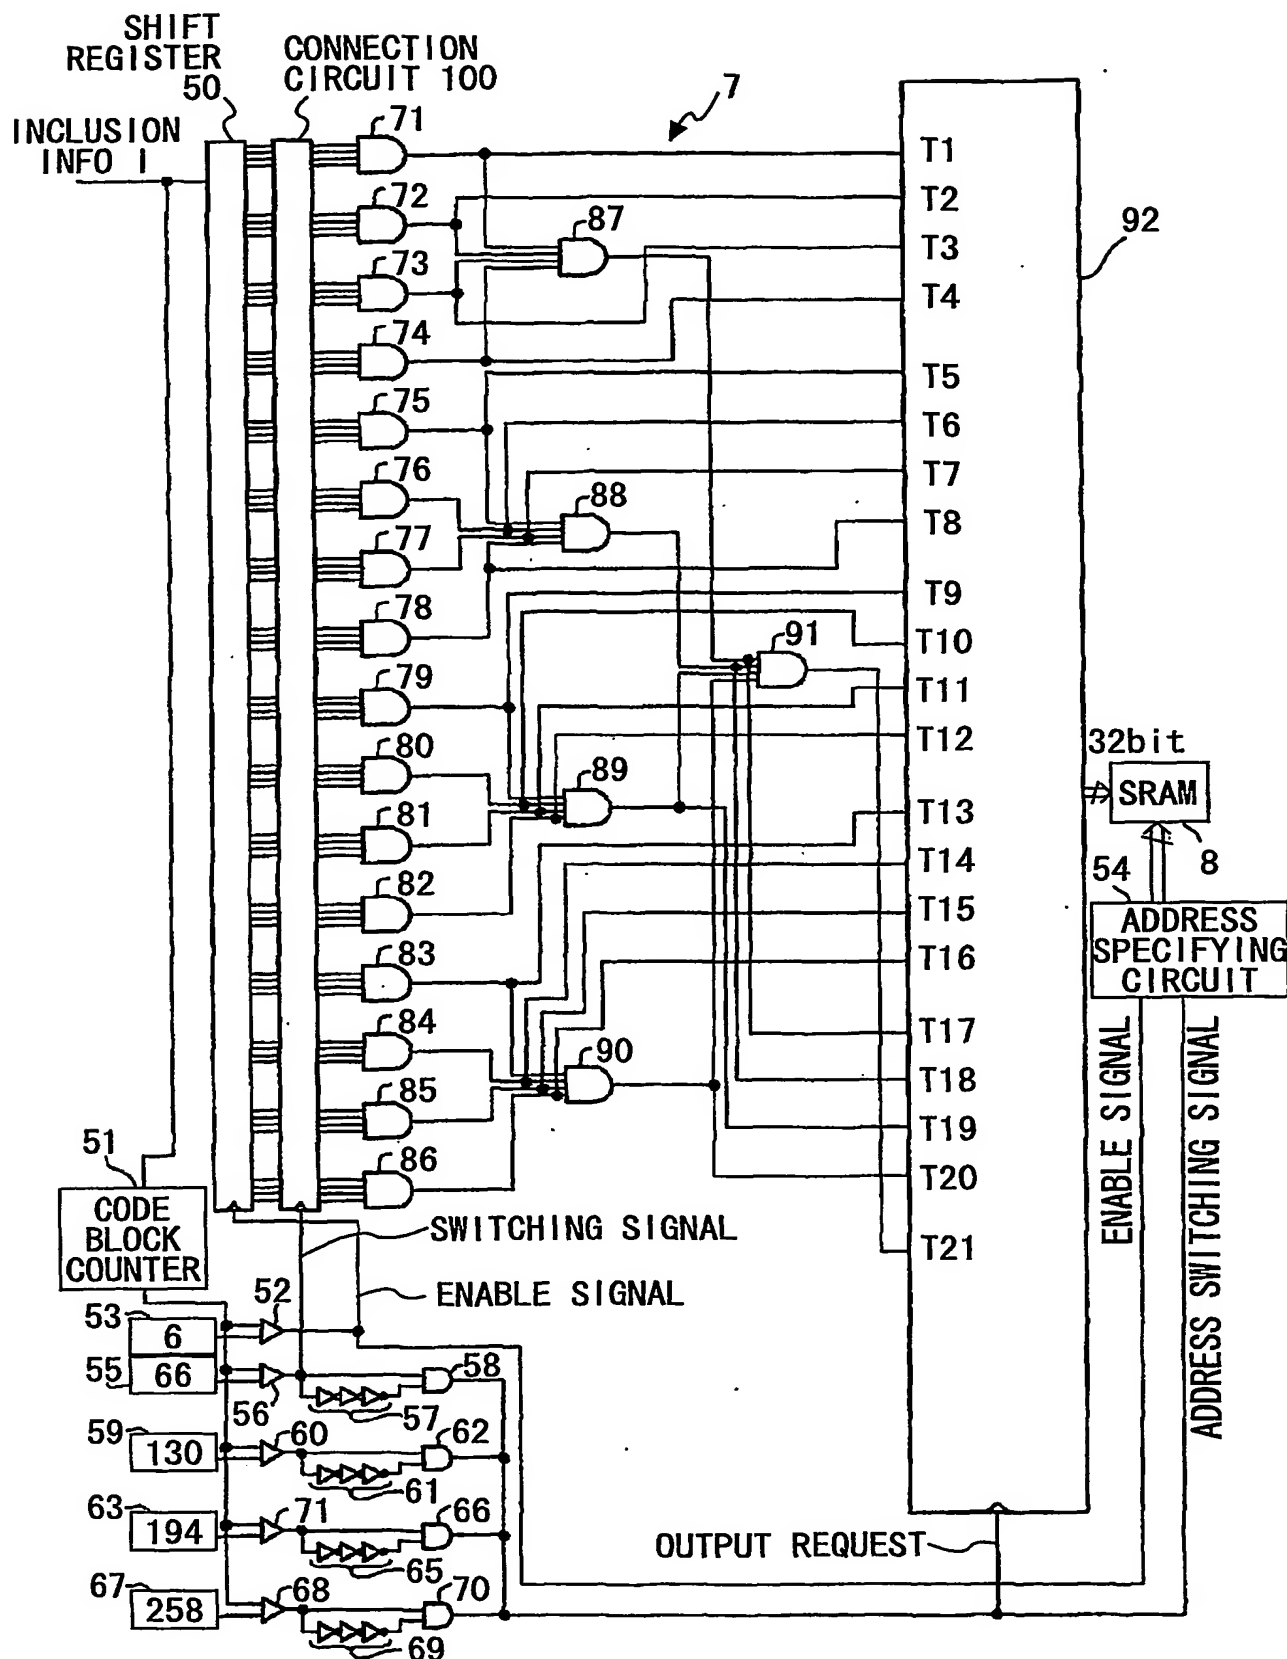 SHIFT
REGISTER
50
CONNECTION
CIRCUIT 100
INCLUSION
INFO I
7
92
71
72
73
74
75
76
77
78
79
80
81
82
83
84
85
86
87
88
89
90
91
T1
T2
T3
T4
T5
T6
T7
T8
T9
T10
T11
T12
T13
T14
T15
T16
T17
T18
T19
T20
T21
32bit
SRAM
8
54
ADDRESS
SPECIFYING
CIRCUIT
ENABLE SIGNAL
ADDRESS SWITCHING SIGNAL
51
CODE
BLOCK
COUNTER
SWITCHING SIGNAL
ENABLE SIGNAL
53
6
52
55
66
56
57
58
59
130
60
61
62
63
194
71
65
66
67
258
68
69
70
OUTPUT REQUEST